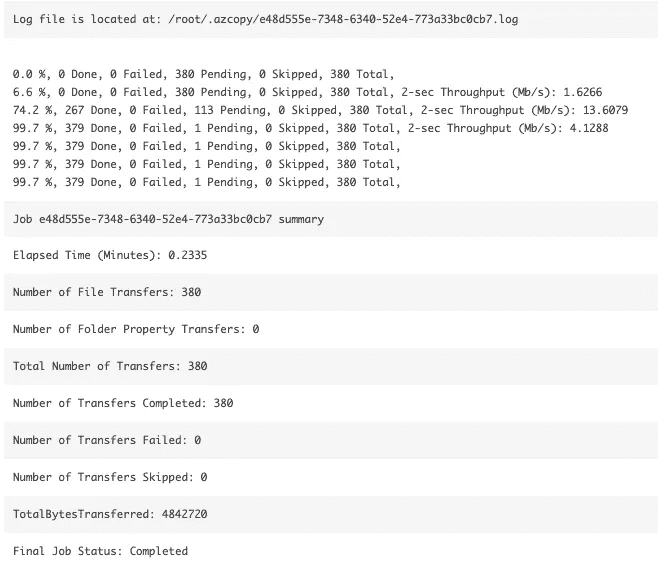 Log file is located at: /root/.azcopy/e48d555e-7348-6340-52e4-773a33bc0cb7.log
0.0 %, 0 Done, 0 Failed, 380 Pending, 0 Skipped, 380 Total,
6.6 %, 0 Done, 0 Failed, 380 Pending, 0 Skipped, 380 Total, 2-sec Throughput (Mb/s): 1.6266
74.2 %, 267 Done, 0 Failed, 113 Pending, 0 Skipped, 380 Total, 2-sec Throughput (Mb/s): 13.6079
99.7 %, 379 Done, 0 Failed, 1 Pending, 0 Skipped, 380 Total, 2-sec Throughput (Mb/s): 4.1288
99.7 %, 379 Done, 0 Failed, 1 Pending, 0 Skipped, 380 Total,
99.7 %, 379 Done, 0 Failed, 1 Pending, 0 Skipped, 380 Total,
99.7 %, 379 Done, 0 Failed, 1 Pending, 0 Skipped, 380 Total,
Job e48d555e-7348-6340-52e4-773a33bc0cb7 summary
Elapsed Time (Minutes): 0.2335
Number of File Transfers: 380
Number of Folder Property Transfers: 0
Total Number of Transfers: 380
Number of Transfers Completed: 380
Number of Transfers Failed: 0
Number of Transfers Skipped: 0
TotalBytesTransferred: 4842720
Final Job Status: Completed